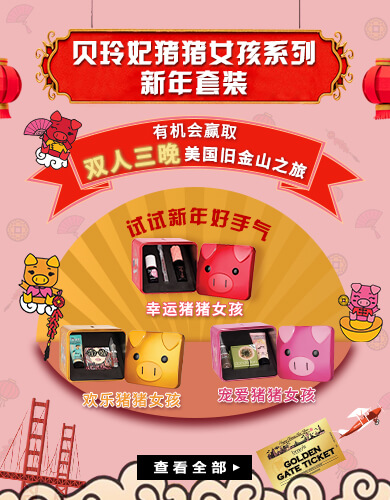 贝玲妃猪猪女孩系列
新年套装
有机会赢取
双人三晚美国旧金山之旅
试试新年好手气
幸运猪猪女孩
欢乐猪猪女孩
宠爱猪猪女孩
查看全部
GOLDEN
GATE TICKET